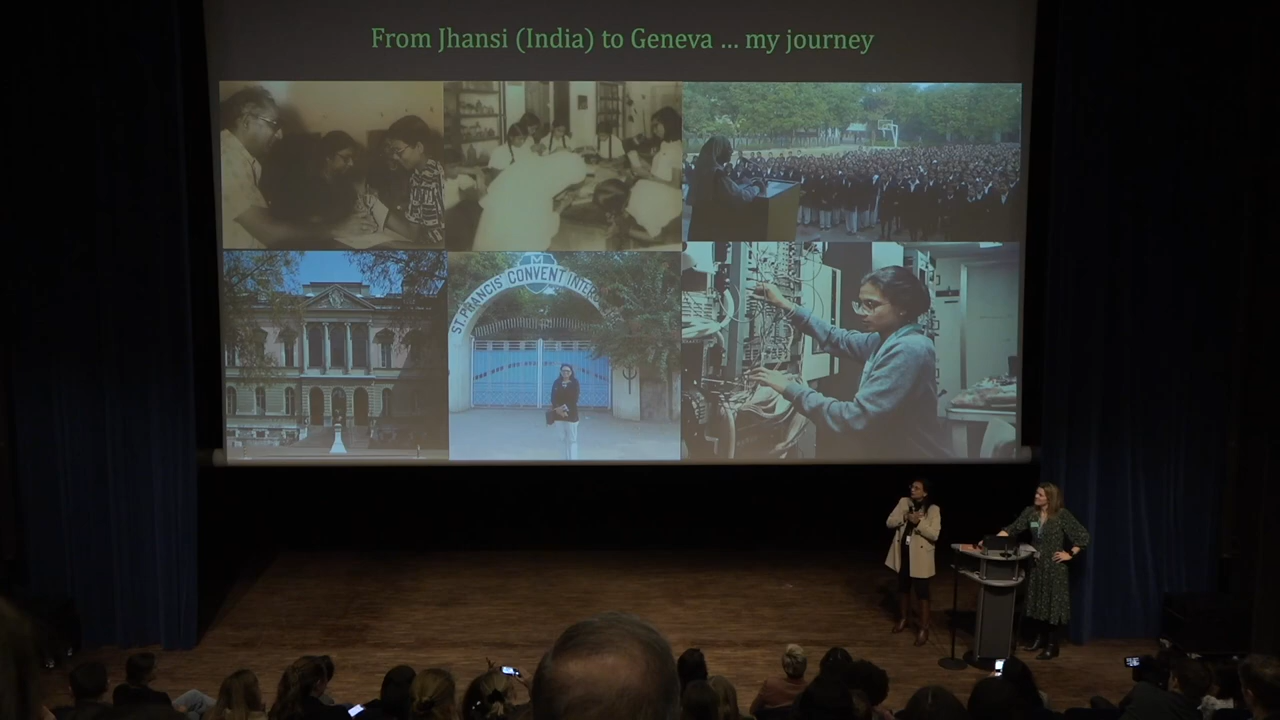 From Jhansi (India) to Geneva ... my journey
M
ST. FRANCIS' CONVENT INTER